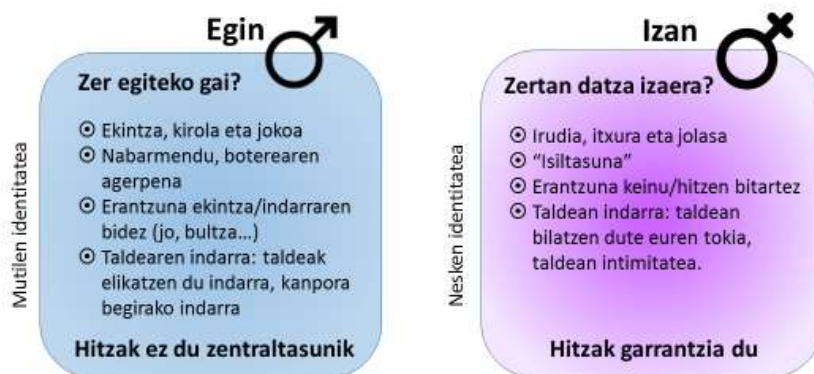 Egin
Mutilen identitatea
Zer egiteko gai?
Ekintza, kirola eta jokoa
Nabarmendu, boterearen
agerpena
Erantzuna ekintza/indarraren
bidez (jo, bultza...)
Taldearen indarra: taldeak
elikatzen du indarra, kanpora
begirako indarra
Hitzak ez du zentraltasunik
Izan
Nesken identitatea
Zertan datza izaera?
Irudia, itxura eta jolasa
“Isiltasuna”
Erantzuna keinu/hitzen bitartez
Taldean indarra: taldean
bilatzen dute euren tokia,
taldean intimitatea.
Hitzak garrantzia du